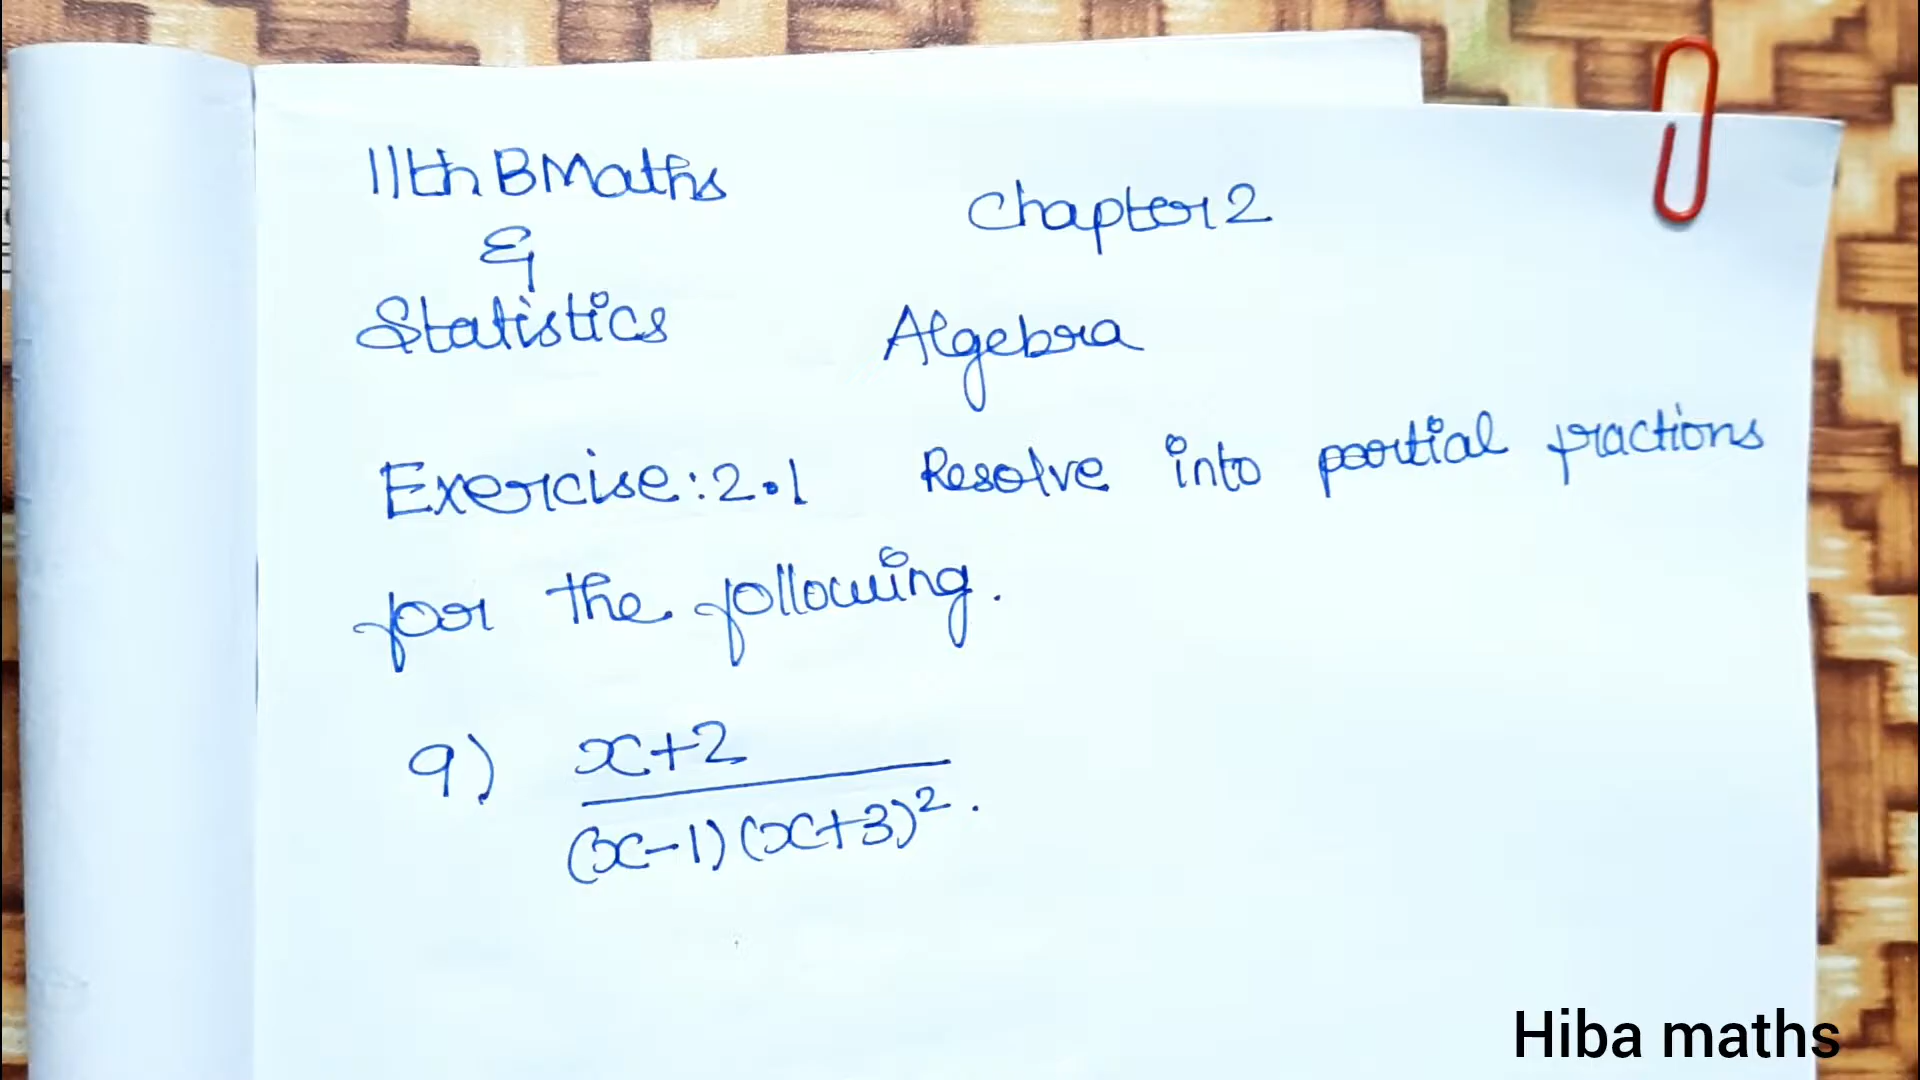 11th BMaths
&
Statistics
Chapter 2
Algebra
Exercise: 2.1 Resolve into partial fractions
for the following.
9) x+2
(x-1)(x+3)².
Hiba maths